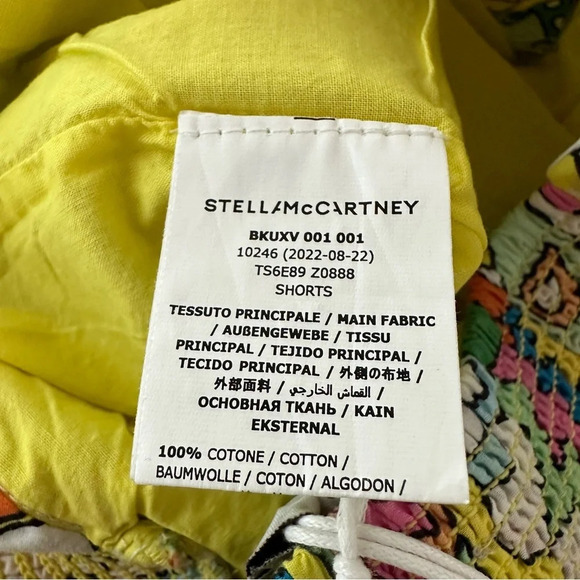 STELLA McCARTNEY
BKUXV 001 001
10246 (2022-08-22)
TS6E89 Z0888
SHORTS
TESSUTO PRINCIPALE / MAIN FABRIC
/ AUßENGEWEBE / TISSU
PRINCIPAL / TEJIDO PRINCIPAL /
TECIDO PRINCIPAL / 外側の布地 /
外部面料 / القماش الخارجي /
ОСНОВНАЯ ТКАНЬ / KAIN
EKSTERNAL
100% COTONE / COTTON /
BAUMWOLLE / COTON / ALGODON /